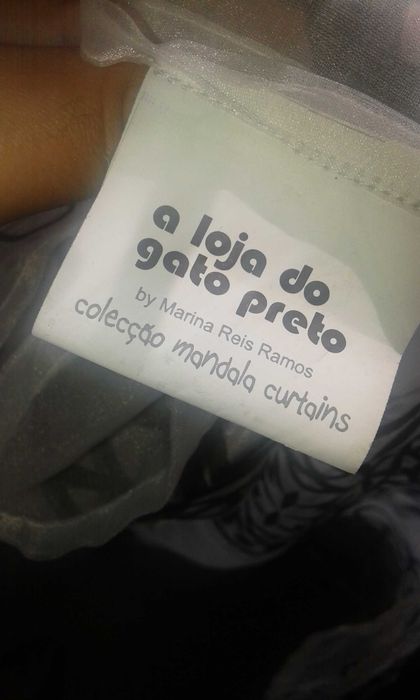 a loja do
gato preto
by Marina Reis Ramos
colecção mandala curtains